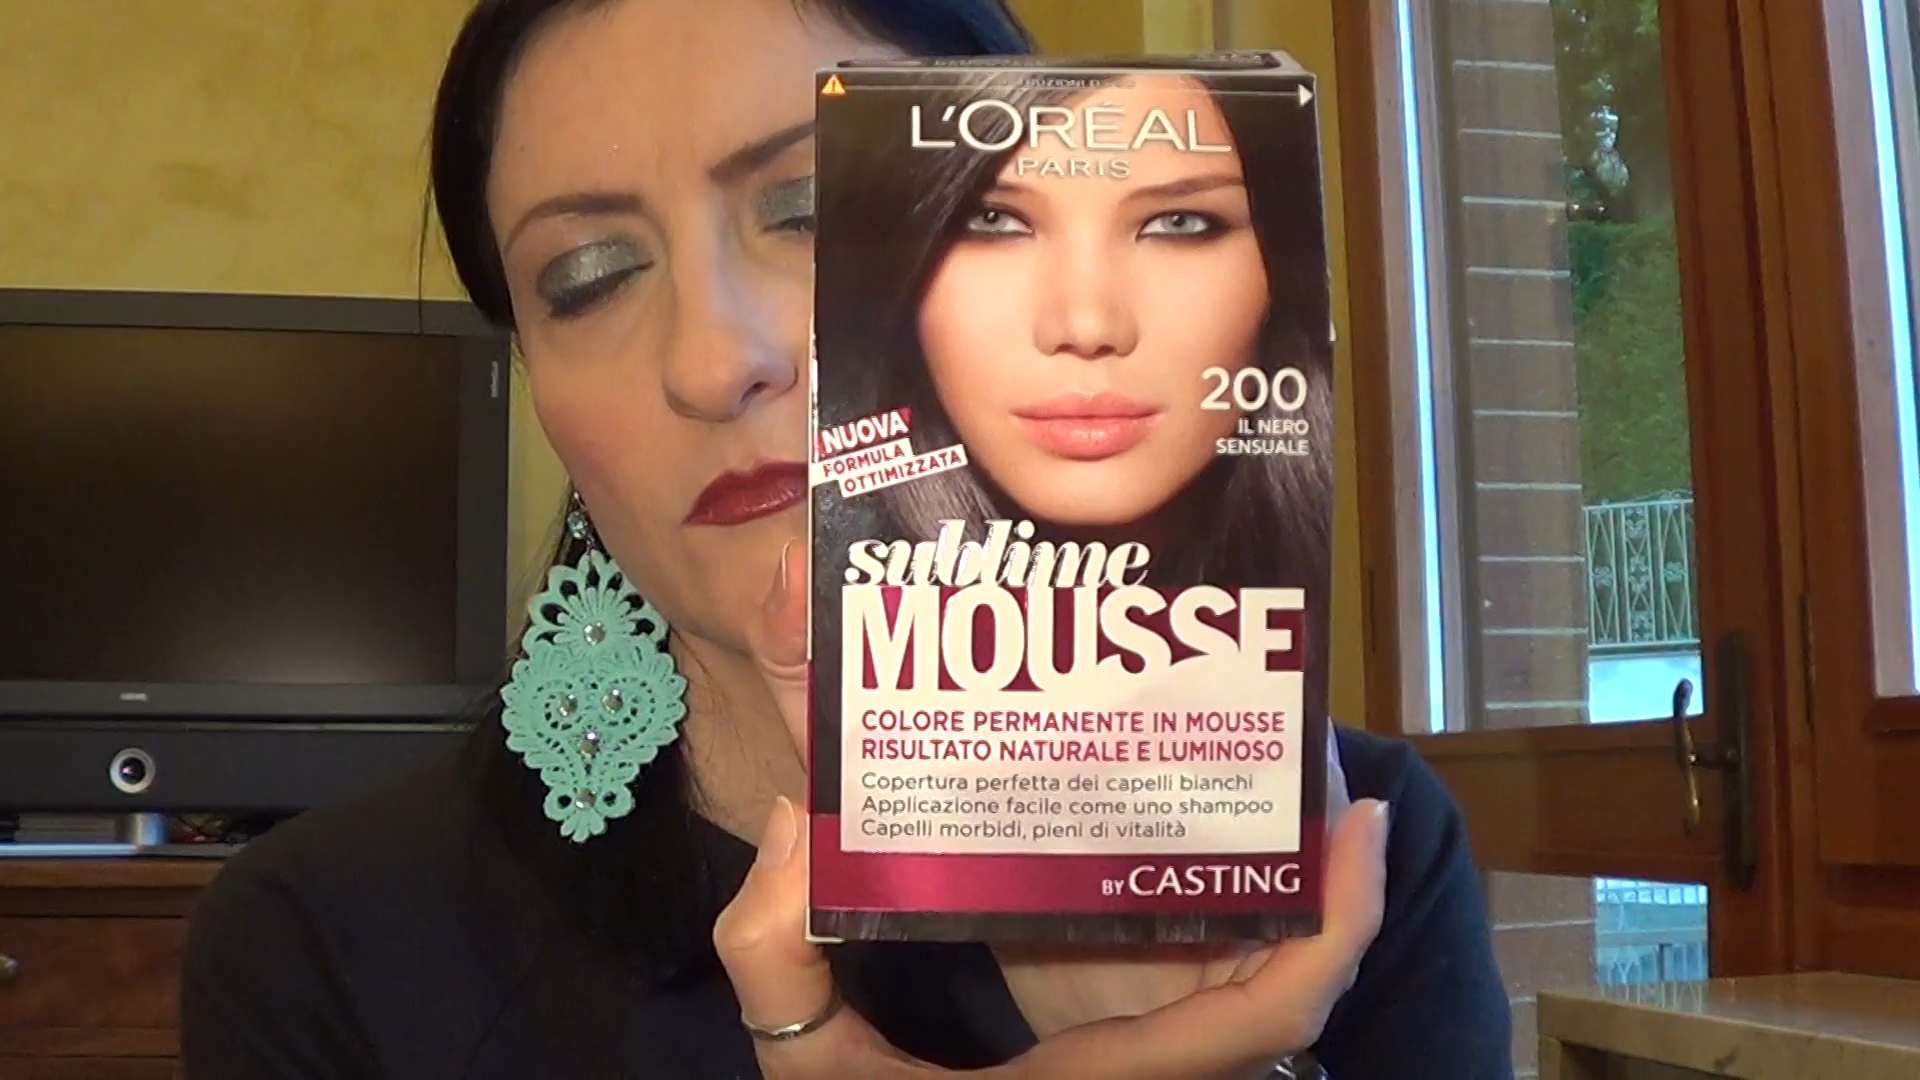 L'ORÉAL
PARIS
200
IL NERO
SENSUALE
NUOVA
FORMULA
OTTIMIZZATA
sublime
MOUSSE
COLORE PERMANENTE IN MOUSSE
RISULTATO NATURALE E LUMINOSO
Copertura perfetta dei capelli bianchi
Applicazione facile come uno shampoo
Capelli morbidi, pieni di vitalità
BY CASTING